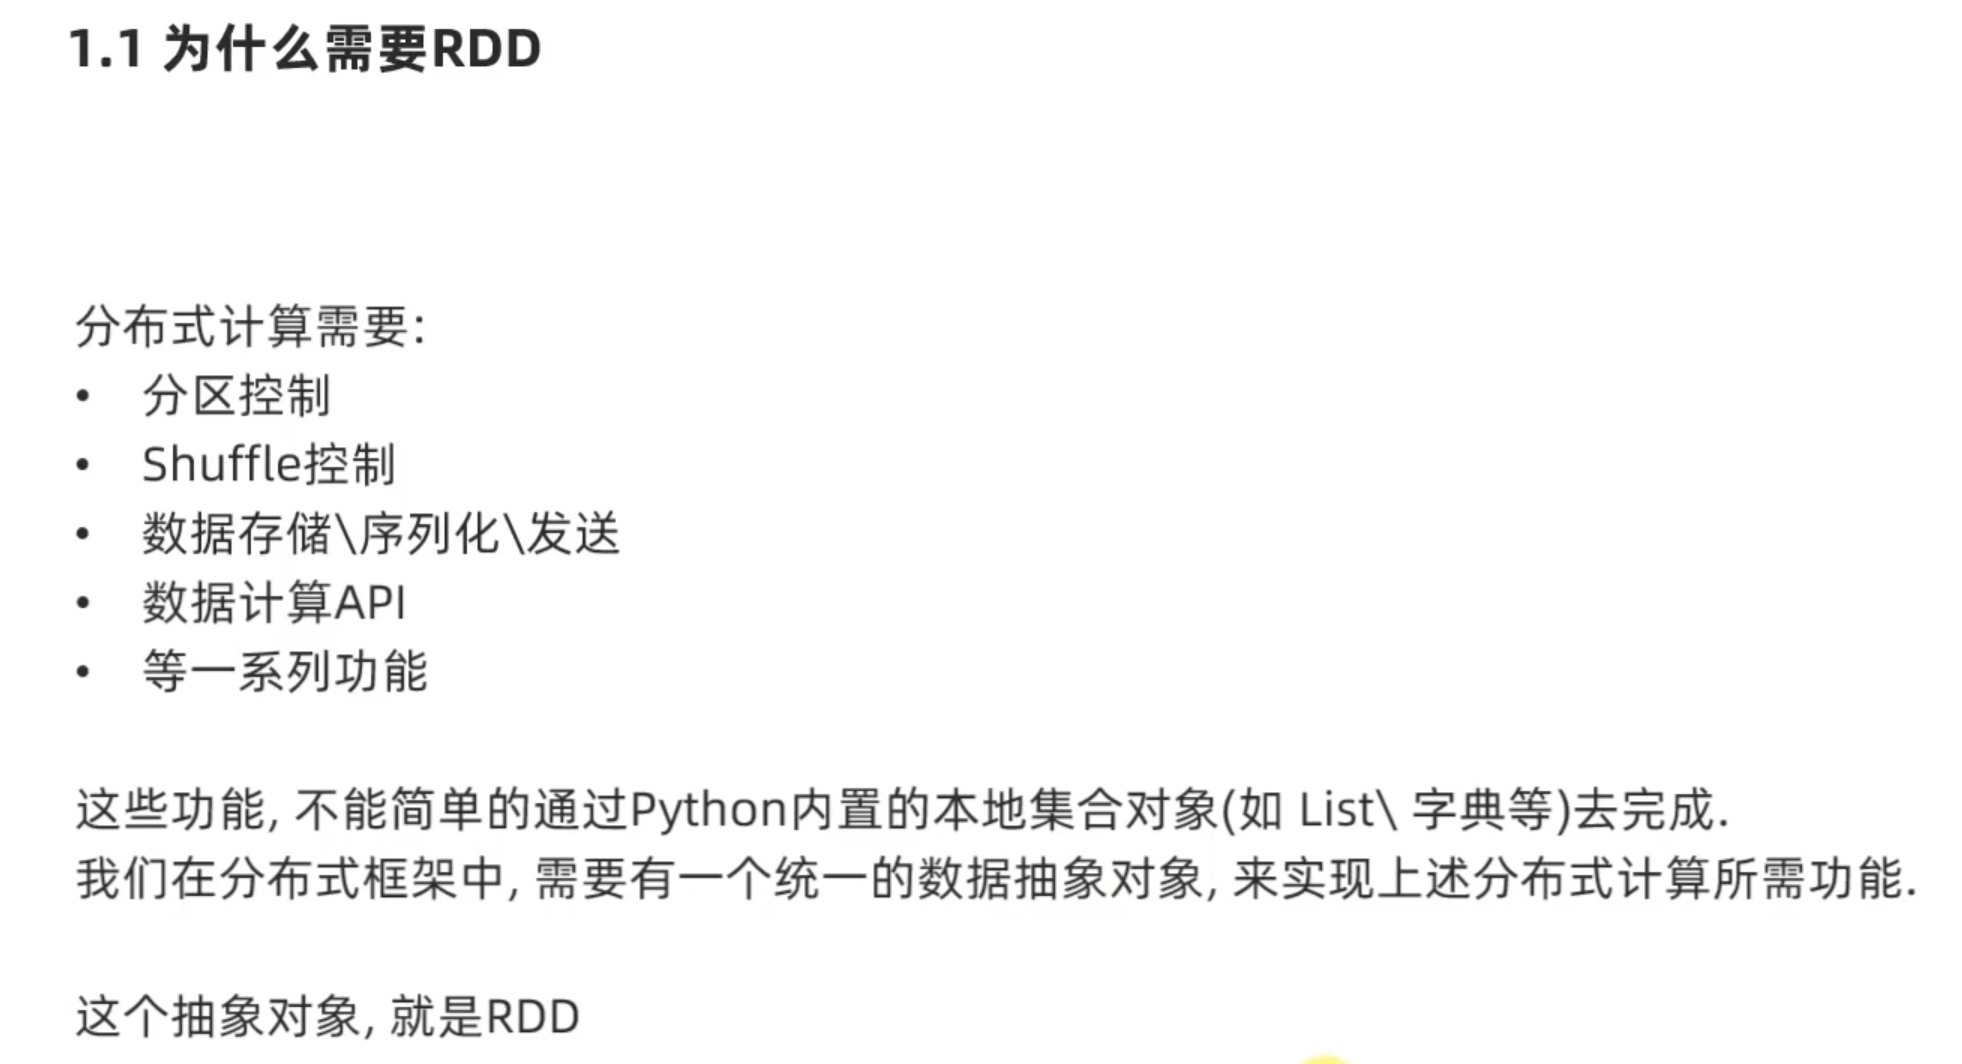 1.1 为什么需要RDD
分布式计算需要:
• 分区控制
• Shuffle控制
• 数据存储\序列化\发送
• 数据计算API
• 等一系列功能
这些功能, 不能简单的通过Python内置的本地集合对象(如 List\ 字典等)去完成.
我们在分布式框架中, 需要有一个统一的数据抽象对象, 来实现上述分布式计算所需功能.
这个抽象对象, 就是RDD